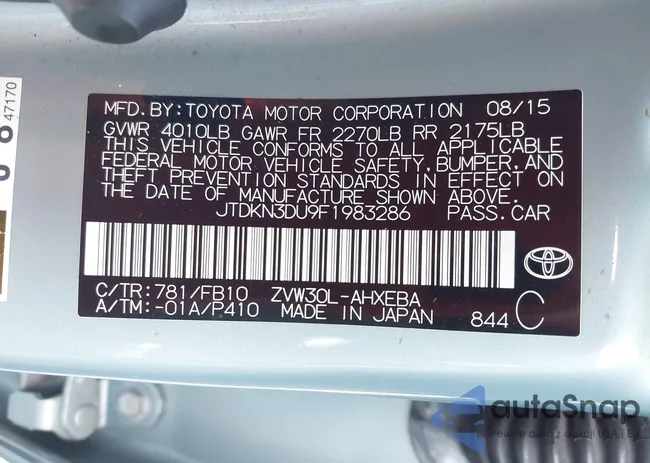 MFD. BY: TOYOTA MOTOR CORPORATION 08/15
GVWR 4010LB GAWR FR 2270LB RR 2175LB
THIS VEHICLE CONFORMS TO ALL APPLICABLE
FEDERAL MOTOR VEHICLE SAFETY, BUMPER, AND
THEFT PREVENTION STANDARDS IN EFFECT ON
THE DATE OF MANUFACTURE SHOWN ABOVE.
JTDKN3DU9F1983286 PASS. CAR
C/TR: 781/FB10 ZVW30L-AHXEBA
A/TM: -01A/P410 MADE IN JAPAN 844 C
47170
autoSnap